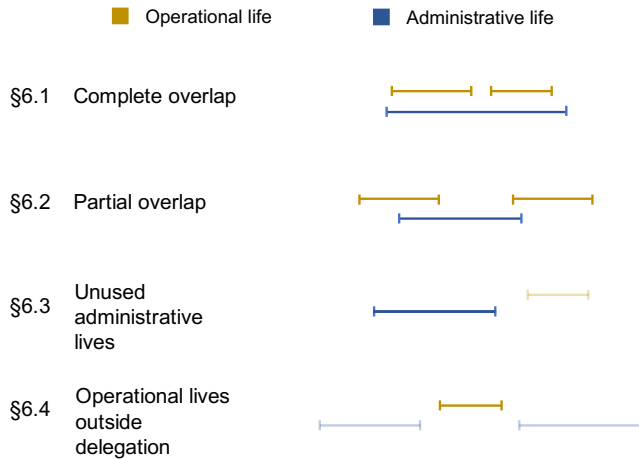 Operational life
Administrative life
§6.1 Complete overlap
§6.2 Partial overlap
§6.3 Unused
administrative
lives
§6.4 Operational lives
outside
delegation